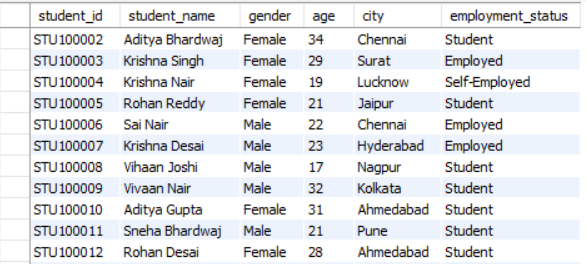 student_id student_name gender age city employment_status
STU100002 Aditya Bhardwaj Female 34 Chennai Student
STU100003 Krishna Singh Female 29 Surat Employed
STU100004 Krishna Nair Female 19 Lucknow Self-Employed
STU100005 Rohan Reddy Female 21 Jaipur Student
STU100006 Sai Nair Male 22 Chennai Employed
STU100007 Krishna Desai Male 23 Hyderabad Employed
STU100008 Vihaan Joshi Male 17 Nagpur Student
STU100009 Vivaan Nair Male 32 Kolkata Student
STU100010 Aditya Gupta Female 31 Ahmedabad Student
STU100011 Sneha Bhardwaj Male 21 Pune Student
STU100012 Rohan Desai Female 28 Ahmedabad Student